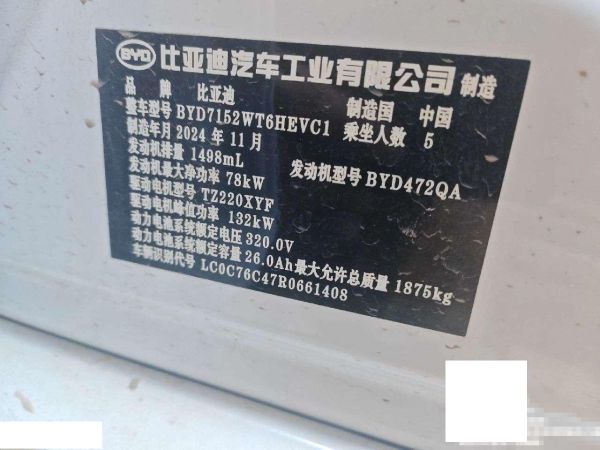 BYD 比亚迪汽车工业有限公司 制造
品牌 比亚迪 制造国 中国
整车型号 BYD7152WT6HEVC1 乘坐人数 5
制造年月 2024 年 11 月
发动机排量 1498mL
发动机最大净功率 78kW 发动机型号 BYD472QA
驱动电机型号 TZ220XYF
驱动电机峰值功率 132kW
动力电池系统额定电压 320.0V
动力电池系统额定容量 26.0Ah 最大允许总质量 1875kg
车辆识别代号 LC0C76C47R0661408